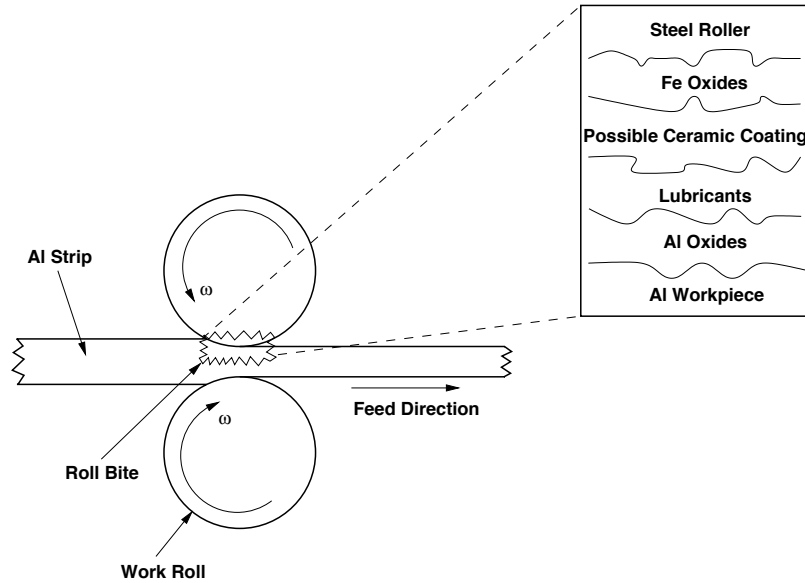 Steel Roller
Fe Oxides
Possible Ceramic Coating
Lubricants
Al Oxides
Al Workpiece
Al Strip
ω
ω
Feed Direction
Roll Bite
Work Roll